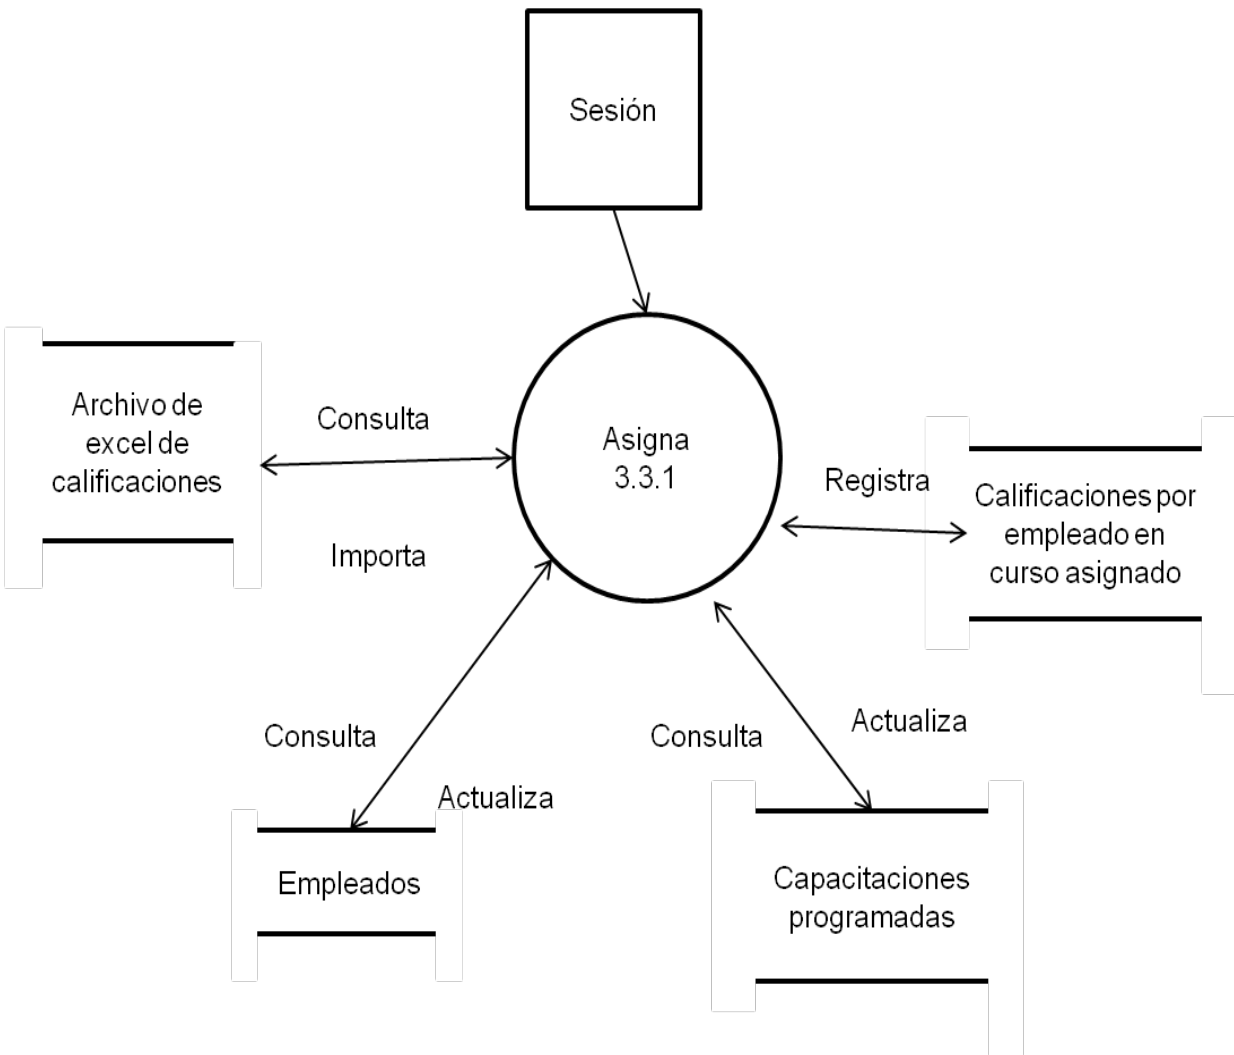 Sesión
Archivo de
excel de
calificaciones
Consulta
Importa
Asigna
3.3.1
Registra
Calificaciones por
empleado en
curso asignado
Consulta
Actualiza
Empleados
Consulta
Actualiza
Capacitaciones
programadas